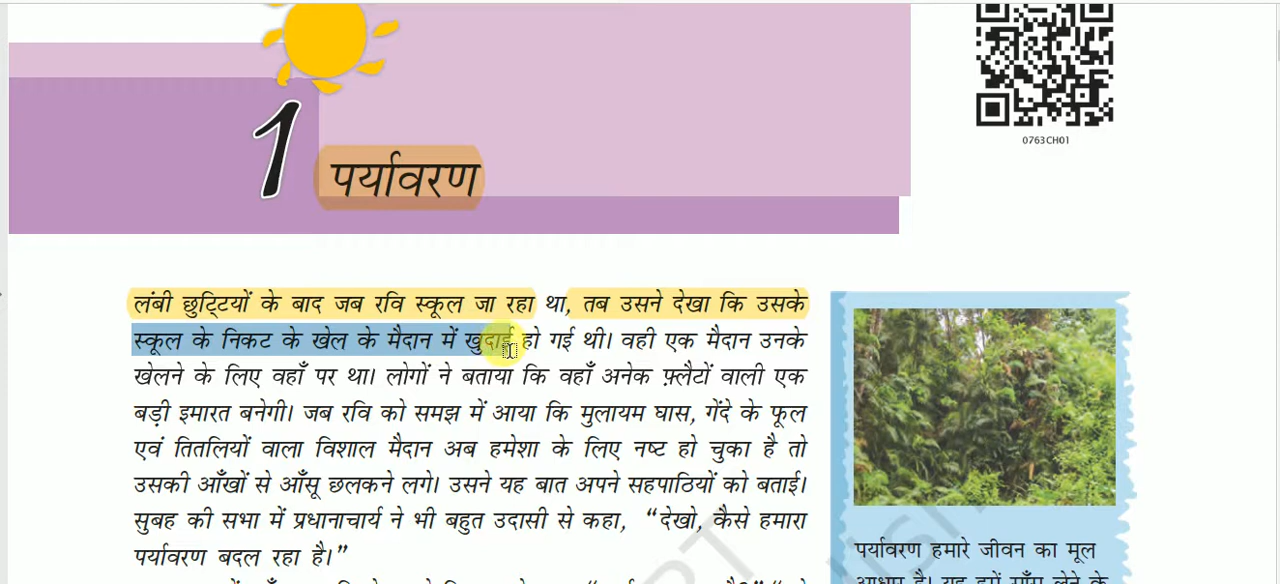 0763CH01
1 पर्यावरण
लंबी छुट्टियों के बाद जब रवि स्कूल जा रहा था, तब उसने देखा कि उसके
स्कूल के निकट के खेल के मैदान में खुदाई हो गई थी। वही एक मैदान उनके
खेलने के लिए वहाँ पर था। लोगों ने बताया कि वहाँ अनेक फ़्लैटों वाली एक
बड़ी इमारत बनेगी। जब रवि को समझ में आया कि मुलायम घास, गेंदे के फूल
एवं तितलियों वाला विशाल मैदान अब हमेशा के लिए नष्ट हो चुका है तो
उसकी आँखों से आँसू छलकने लगे। उसने यह बात अपने सहपाठियों को बताई।
सुबह की सभा में प्रधानाचार्य ने भी बहुत उदासी से कहा, “देखो, कैसे हमारा
पर्यावरण बदल रहा है।”
पर्यावरण हमारे जीवन का मूल